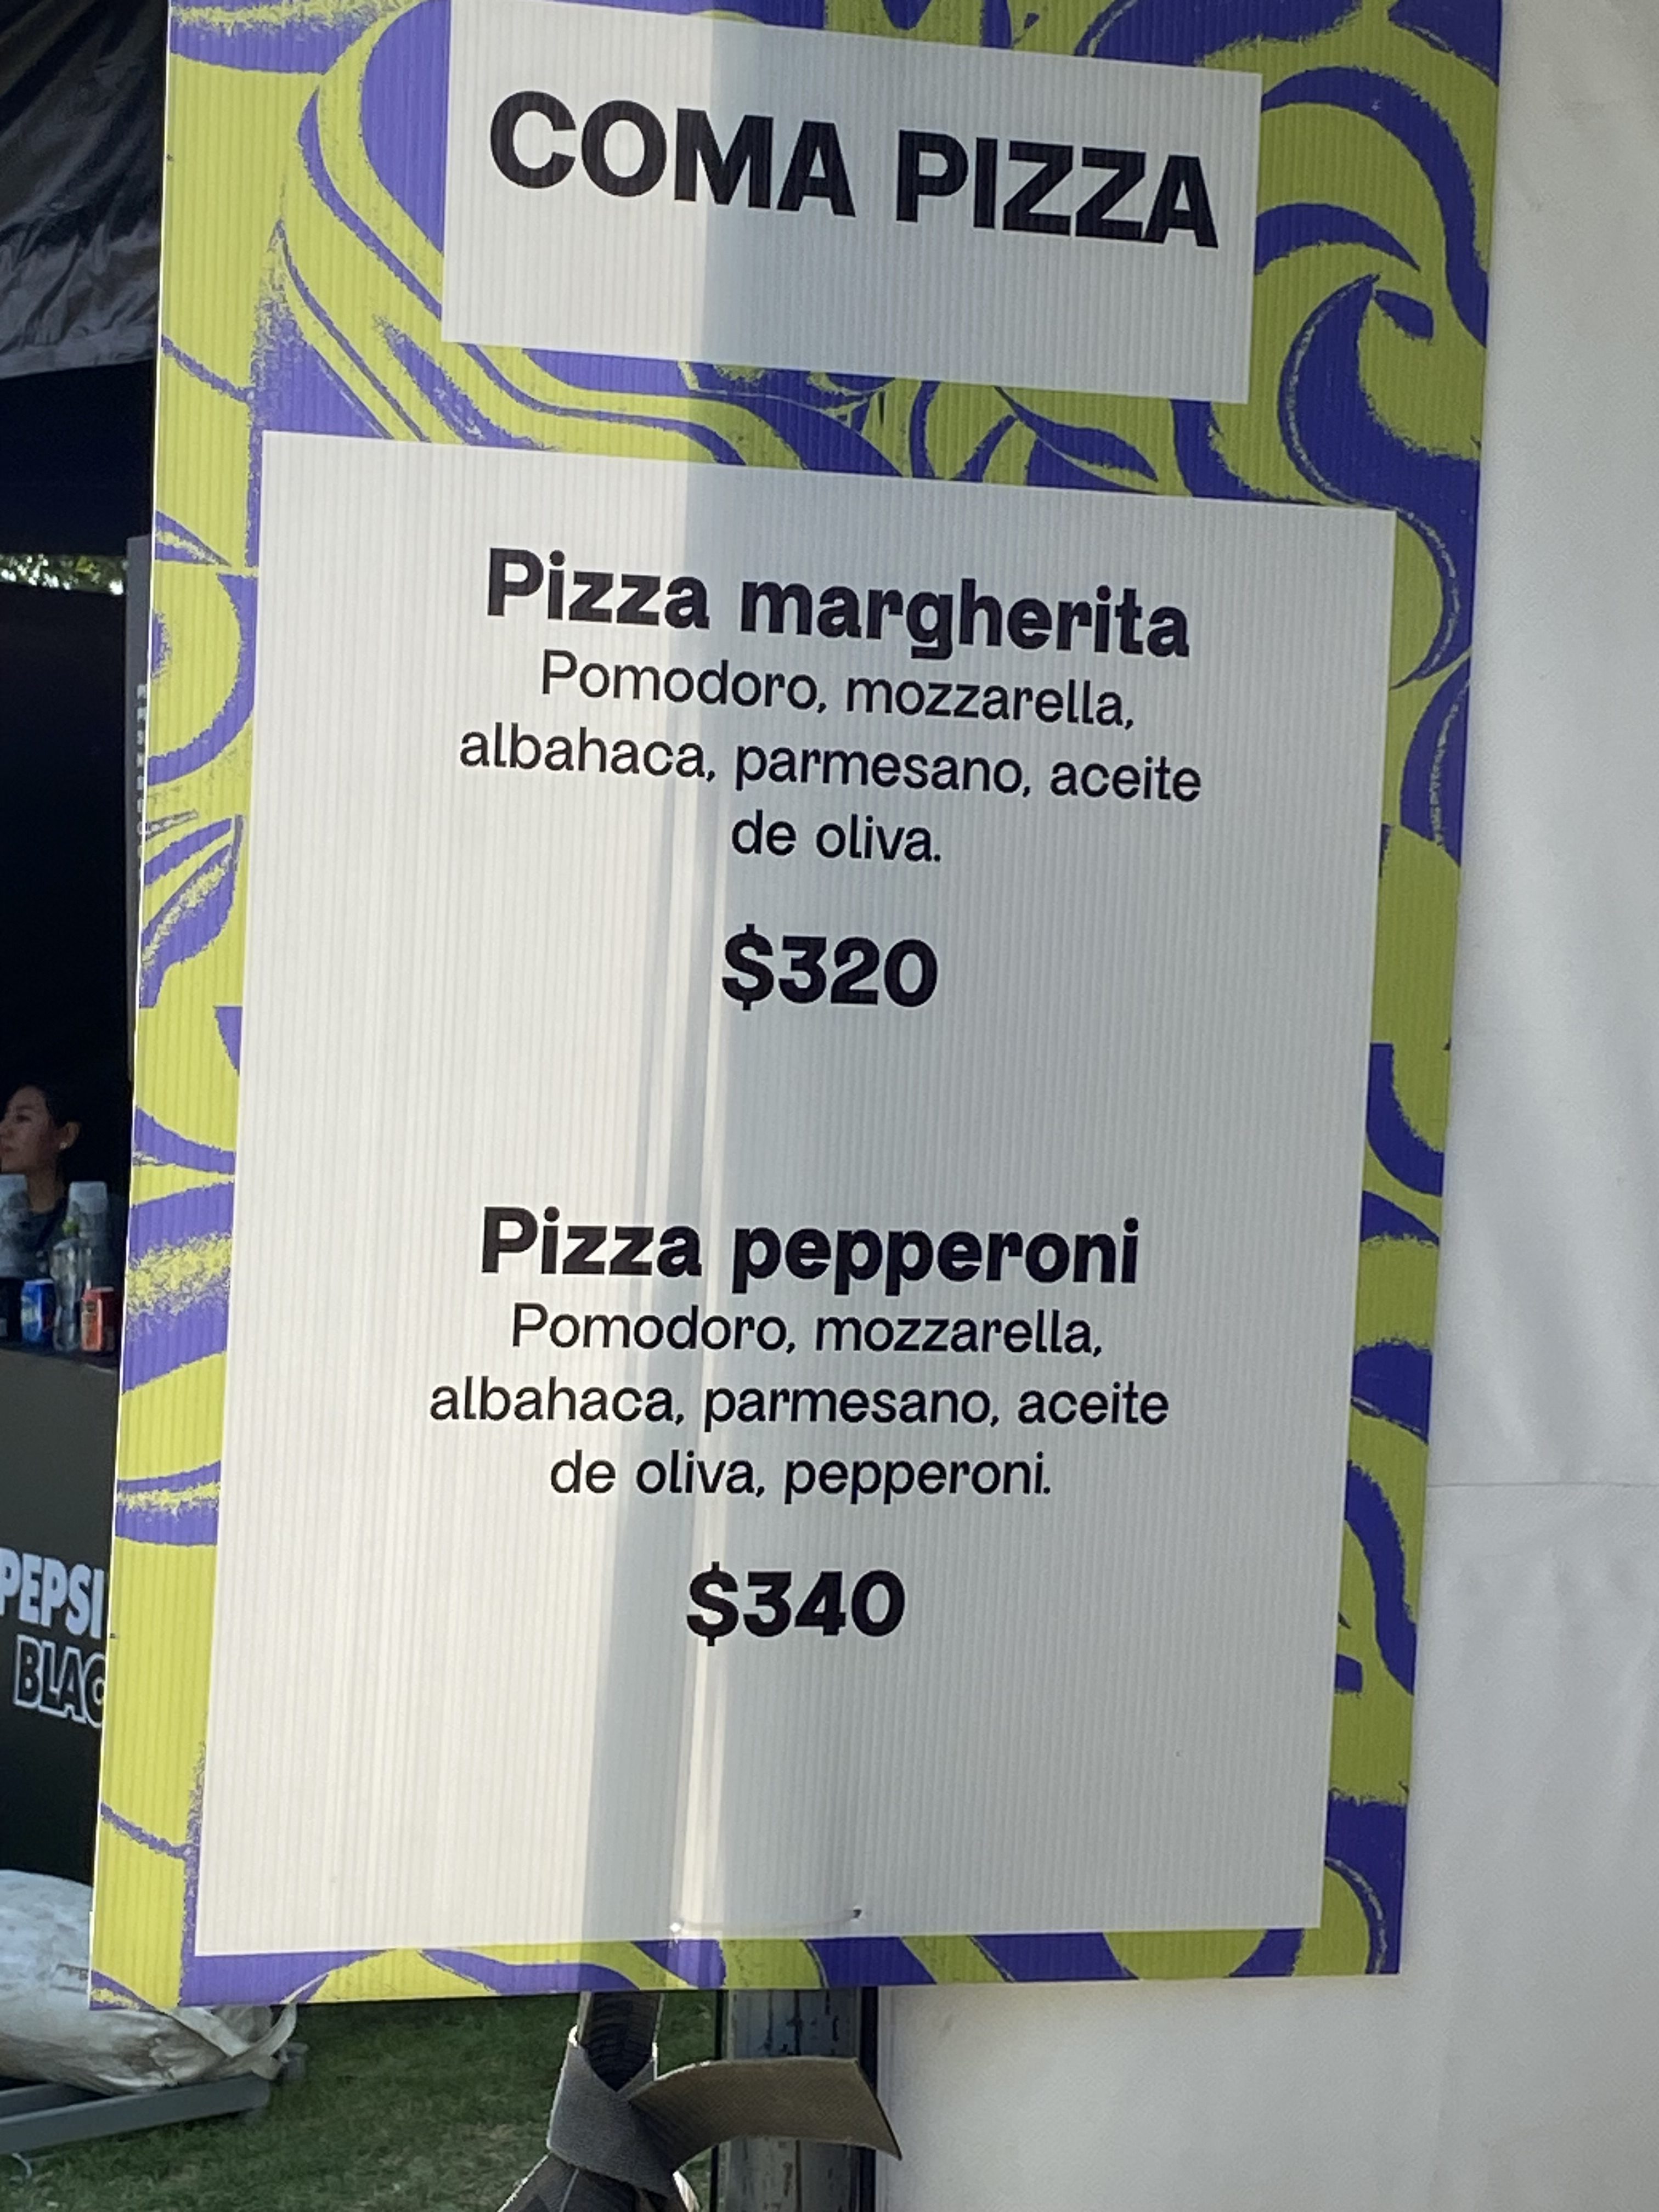 COMA PIZZA
Pizza margherita
Pomodoro, mozzarella,
albahaca, parmesano, aceite
de oliva.
$320
Pizza pepperoni
Pomodoro, mozzarella,
albahaca, parmesano, aceite
de oliva, pepperoni.
$340
PEPSI
BLAC